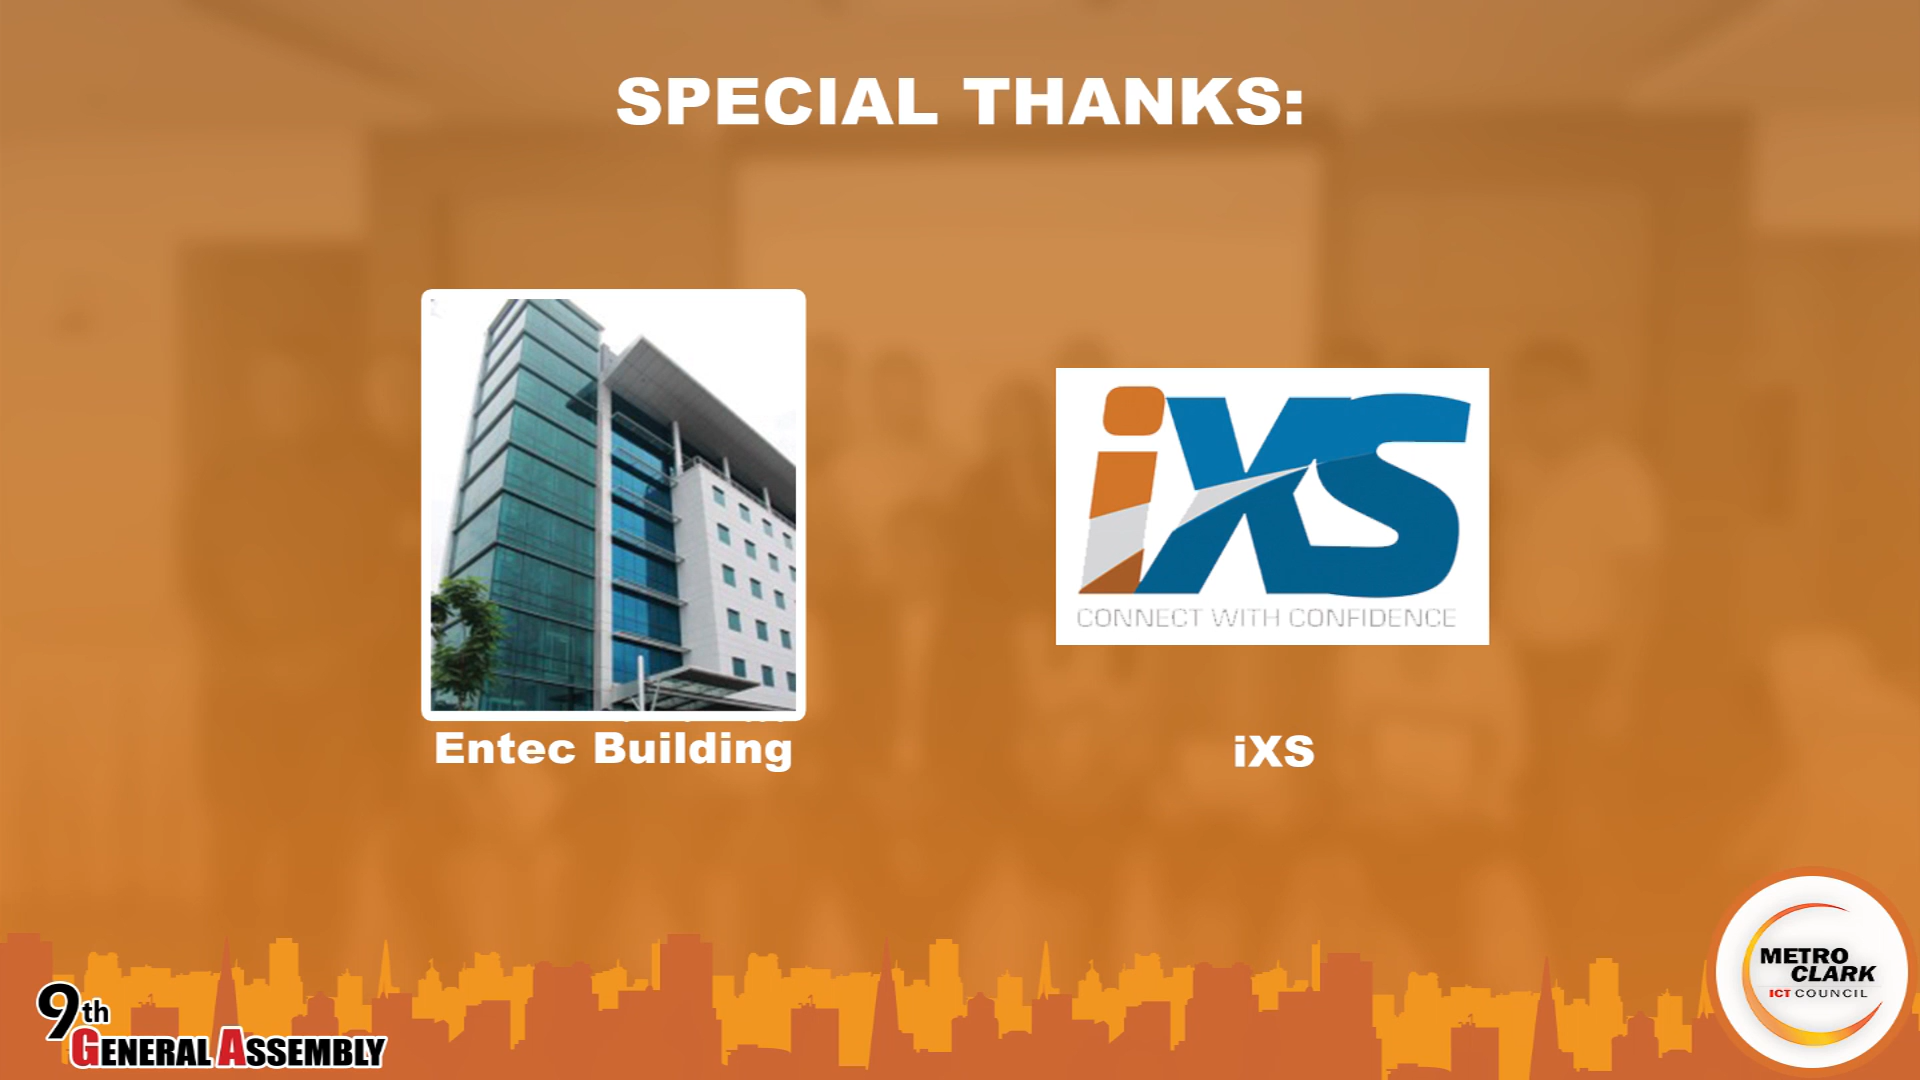 SPECIAL THANKS:
iXS
CONNECT WITH CONFIDENCE
Entec Building
iXS
9th
GENERAL ASSEMBLY
METRO
CLARK
ICT COUNCIL